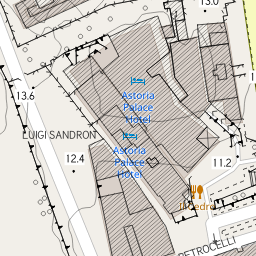 13.0
13.6
Astoria
Palace
Hotel
LUIGI SANDRON
Astoria
Palace
Hotel
12.4
11.2
PETROCELLI